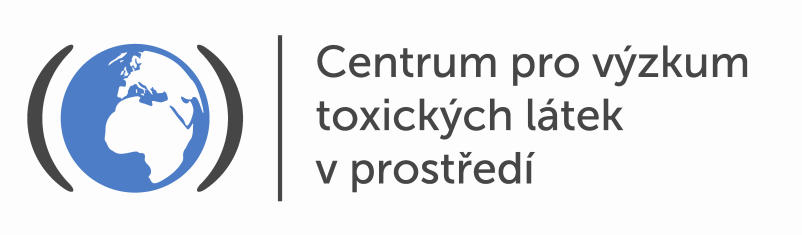 Centrum pro výzkum
toxických látek
v prostředí